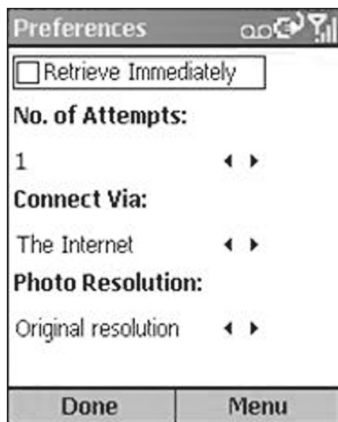 Preferences
Retrieve Immediately
No. of Attempts:
1
Connect Via:
The Internet
Photo Resolution:
Original resolution
Done Menu